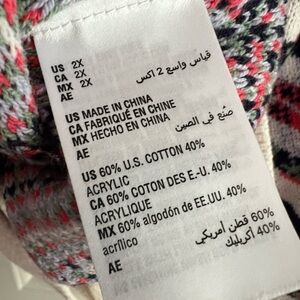 US 2X
CA 2X
MX 2X
AE
قياس واسع 2 اكس
US MADE IN CHINA
CA FABRIQUÉ EN CHINE
MX HECHO EN CHINA
AE
صنع في الصين
US 60% U.S. COTTON 40%
ACRYLIC
CA 60% COTON DES E-U. 40%
ACRYLIQUE
MX 60% algodón de EE.UU. 40%
acrílico
AE
60% قطن أمريكي
40% أكريليك